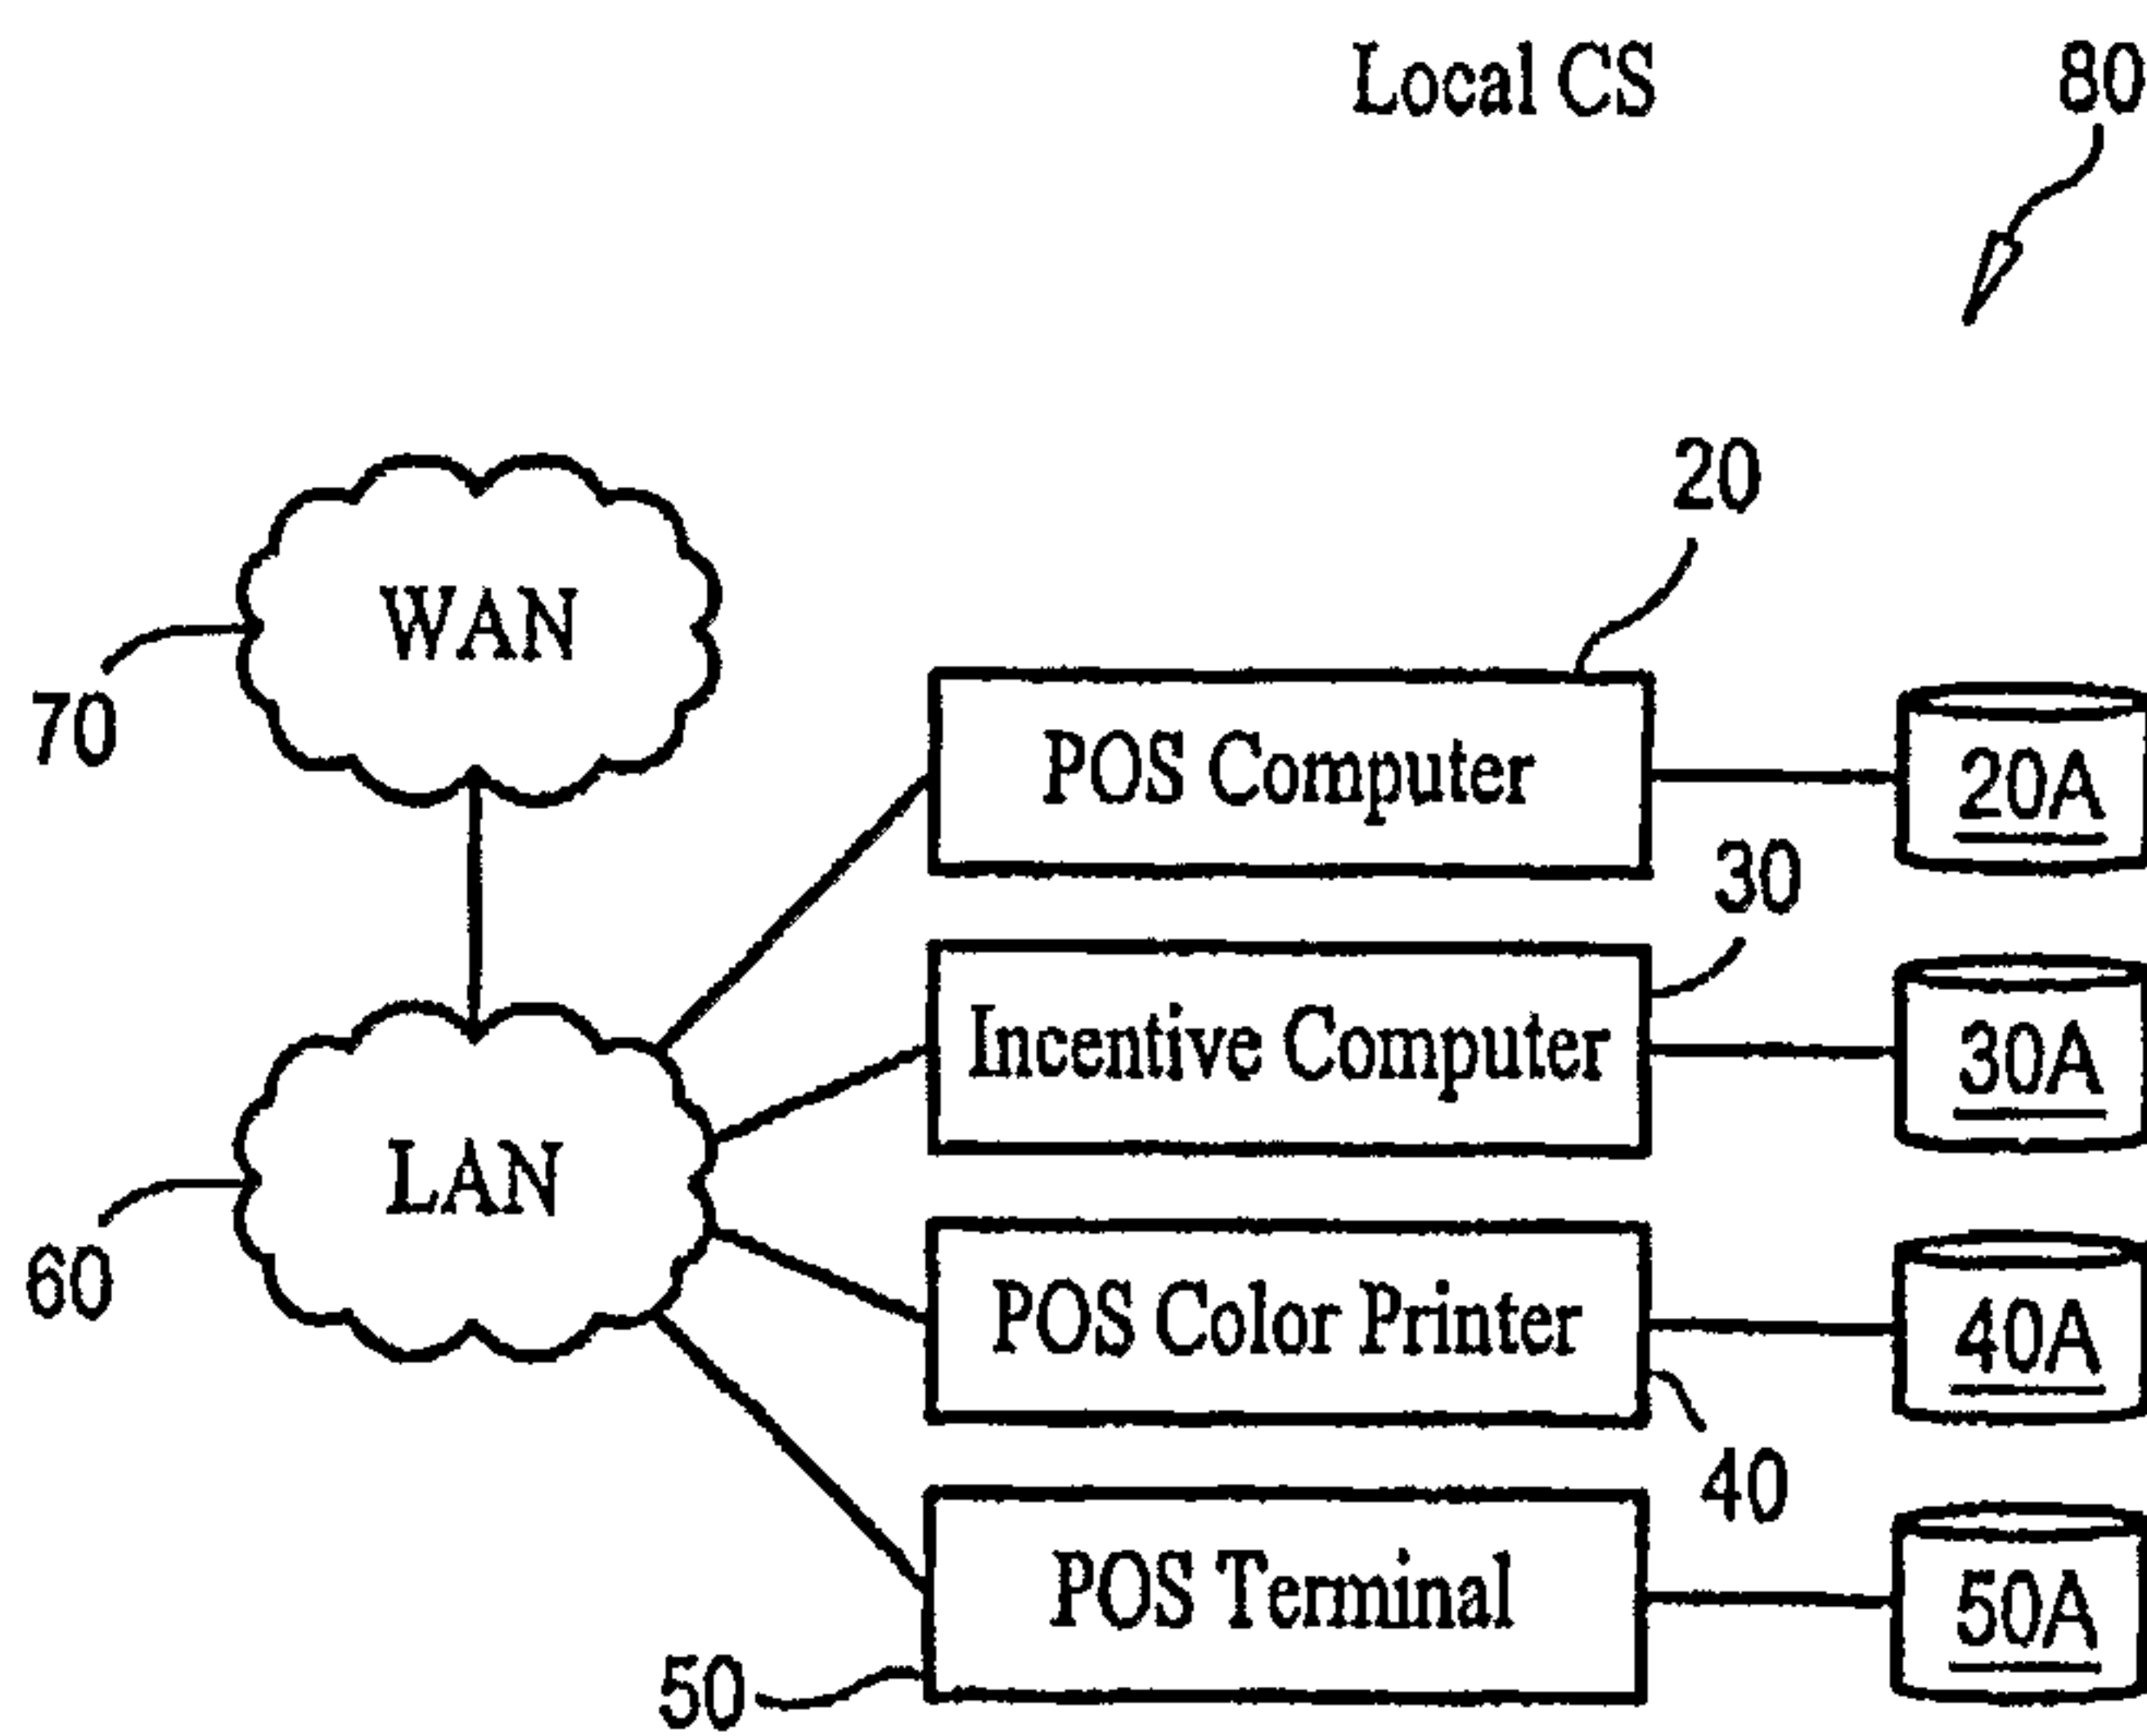 Local CS
80
20
WAN
70
POS Computer
20A
30
Incentive Computer
30A
LAN
60
POS Color Printer
40A
40
POS Terminal
50A
50